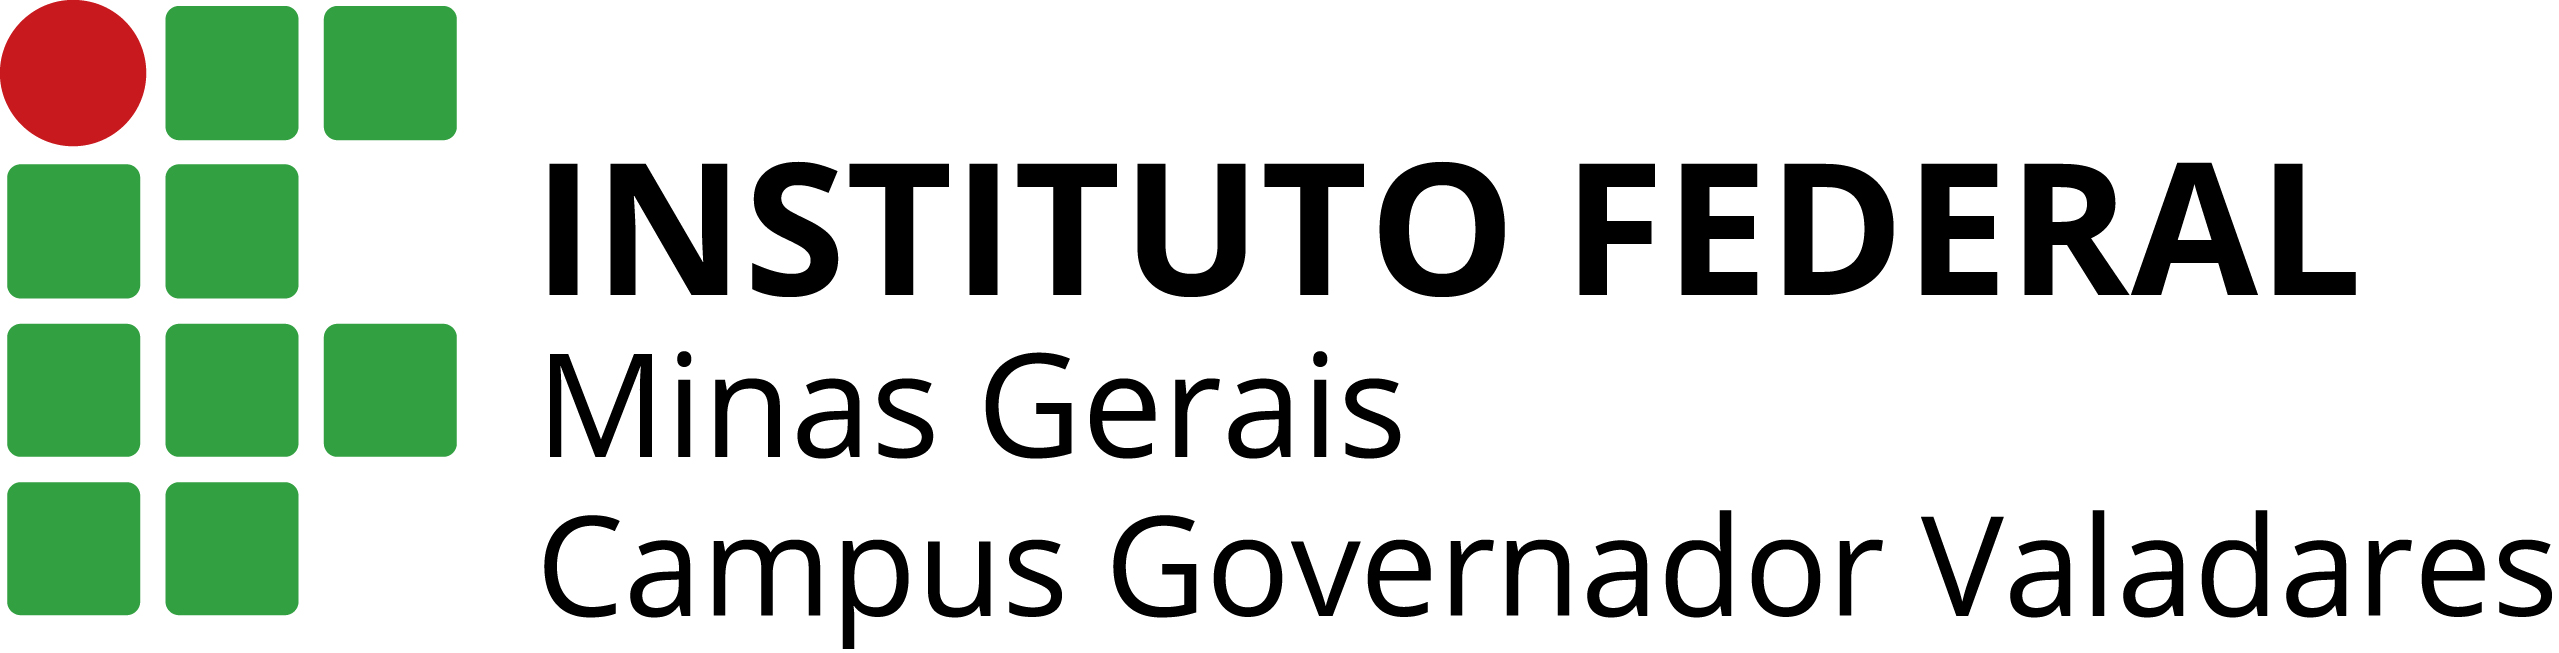 INSTITUTO FEDERAL
Minas Gerais
Campus Governador Valadares